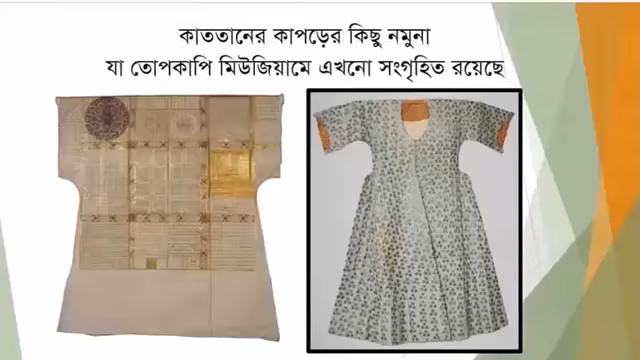 কাততানের কাপড়ের কিছু নমুনা
যা তোপকাপি মিউজিয়ামে এখনো সংগৃহিত রয়েছে